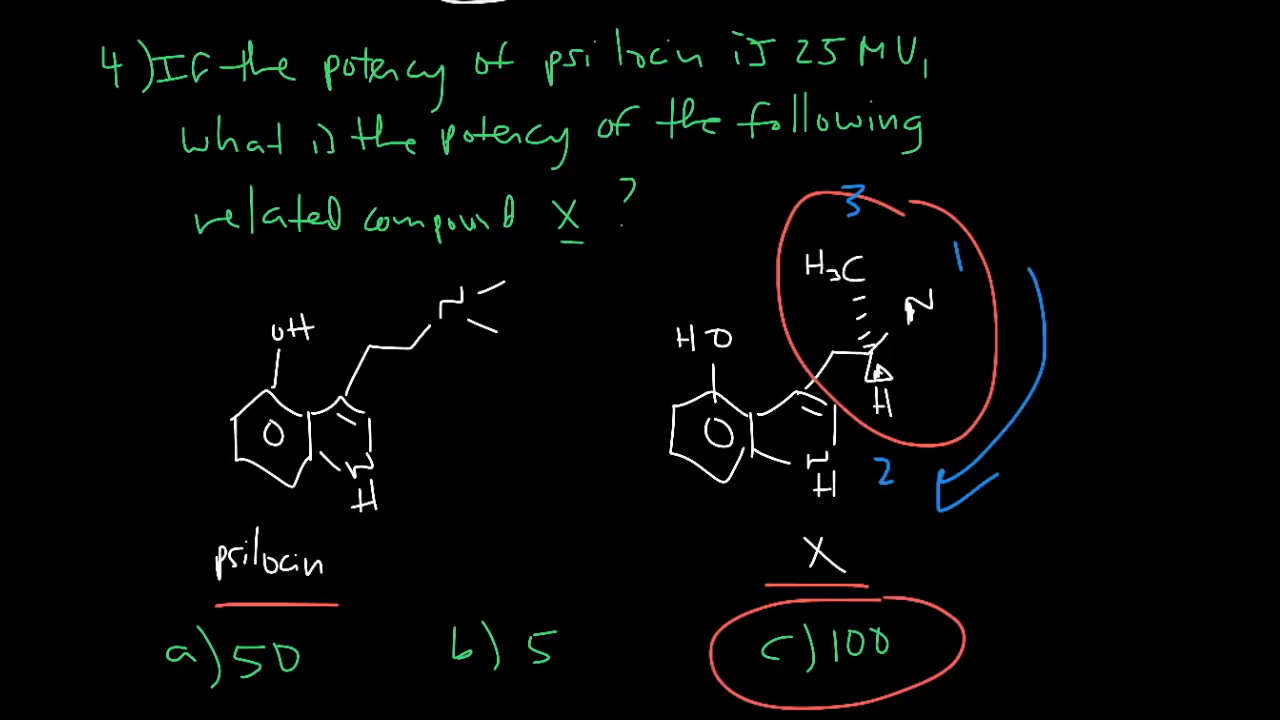 4) If the potency of psilocin is 25 MU,
what is the potency of the following
related compound X ?
3
1
H₃C
N
N
OH
HO
H
N
H
N
H
2
psilocin
X
a) 50
b) 5
c) 100